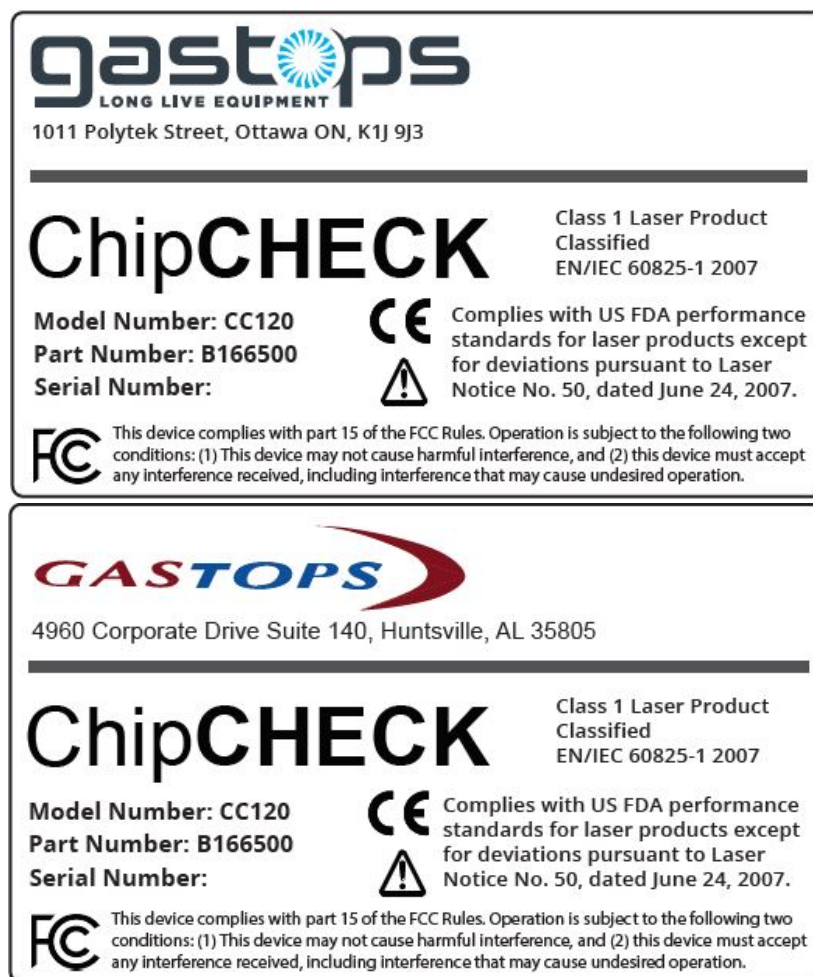 gastops
LONG LIVE EQUIPMENT
1011 Polytek Street, Ottawa ON, K1J 9J3
ChipCHECK
Class 1 Laser Product
Classified
EN/IEC 60825-1 2007
Model Number: CC120
Part Number: B166500
Serial Number:
CE
Complies with US FDA performance
standards for laser products except
for deviations pursuant to Laser
Notice No. 50, dated June 24, 2007.
FC
This device complies with part 15 of the FCC Rules. Operation is subject to the following two
conditions: (1) This device may not cause harmful interference, and (2) this device must accept
any interference received, including interference that may cause undesired operation.
GASTOPS
4960 Corporate Drive Suite 140, Huntsville, AL 35805
ChipCHECK
Class 1 Laser Product
Classified
EN/IEC 60825-1 2007
Model Number: CC120
Part Number: B166500
Serial Number:
CE
Complies with US FDA performance
standards for laser products except
for deviations pursuant to Laser
Notice No. 50, dated June 24, 2007.
FC
This device complies with part 15 of the FCC Rules. Operation is subject to the following two
conditions: (1) This device may not cause harmful interference, and (2) this device must accept
any interference received, including interference that may cause undesired operation.